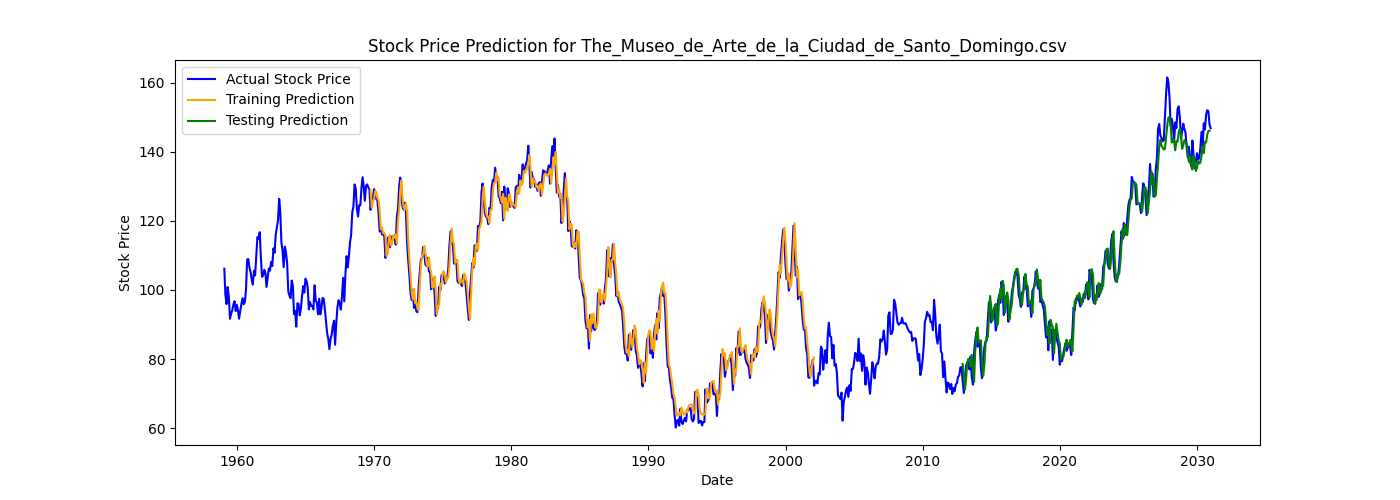 Stock Price Prediction for The_Museo_de_Arte_de_la_Ciudad_de_Santo_Domingo.csv
Actual Stock Price
Training Prediction
Testing Prediction
Stock Price
160
140
120
100
80
60
1960 1970 1980 1990 2000 2010 2020 2030
Date